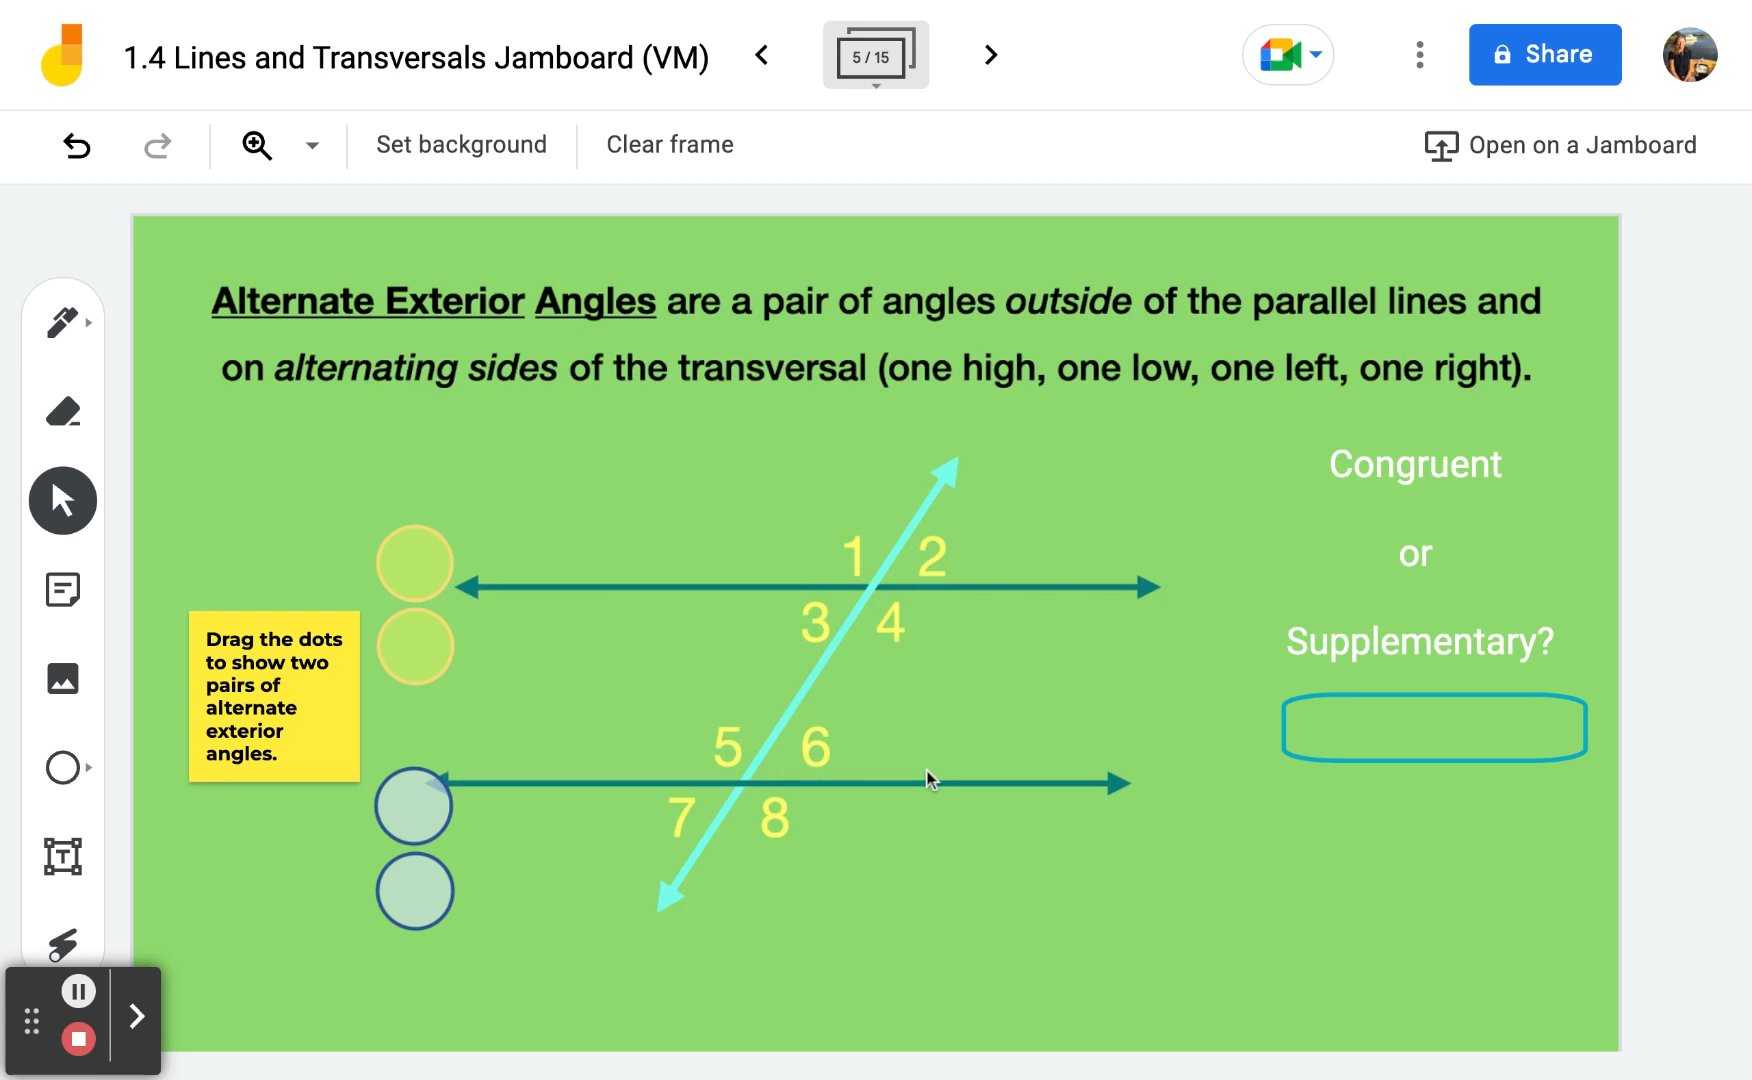 1.4 Lines and Transversals Jamboard (VM)
5 / 15
Share
Set background
Clear frame
Open on a Jamboard
Alternate Exterior Angles are a pair of angles outside of the parallel lines and
on alternating sides of the transversal (one high, one low, one left, one right).
Congruent
or
Supplementary?
1 2
3 4
Drag the dots
to show two
pairs of
alternate
exterior
angles.
5 6
7 8
T